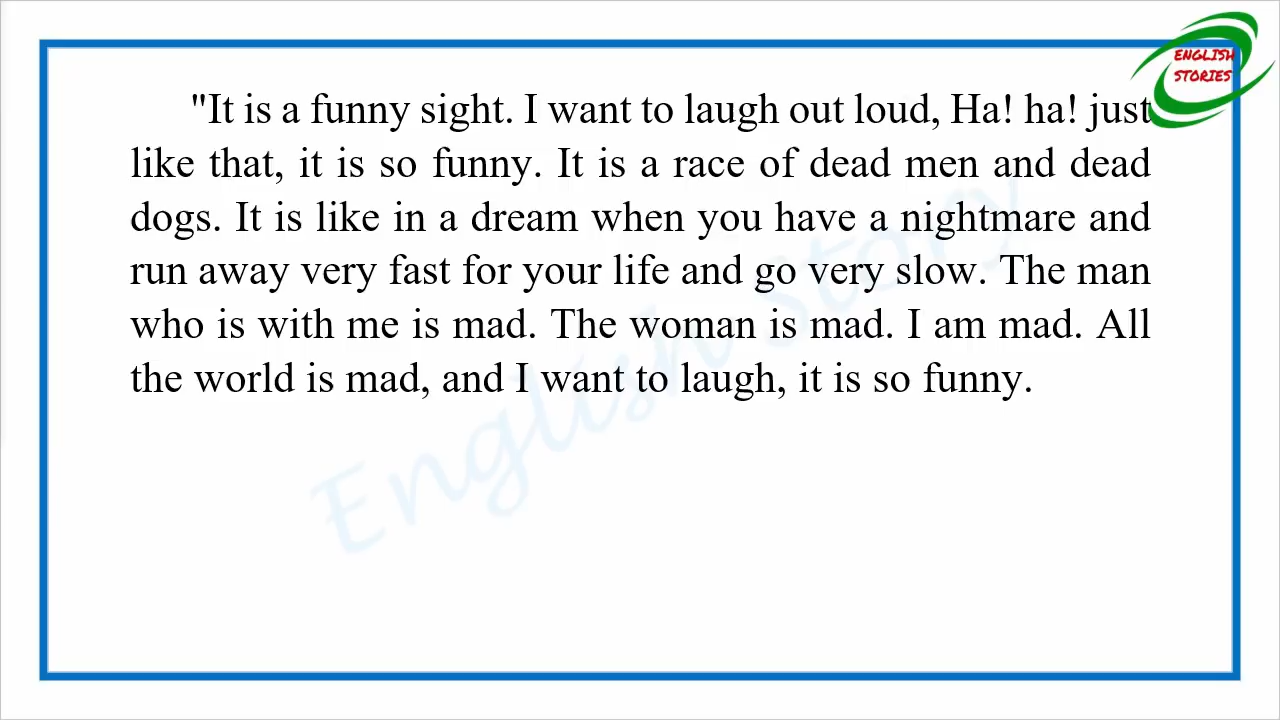 ENGLISH
STORIES
"It is a funny sight. I want to laugh out loud, Ha! ha! just
like that, it is so funny. It is a race of dead men and dead
dogs. It is like in a dream when you have a nightmare and
run away very fast for your life and go very slow. The man
who is with me is mad. The woman is mad. I am mad. All
the world is mad, and I want to laugh, it is so funny.
English Story